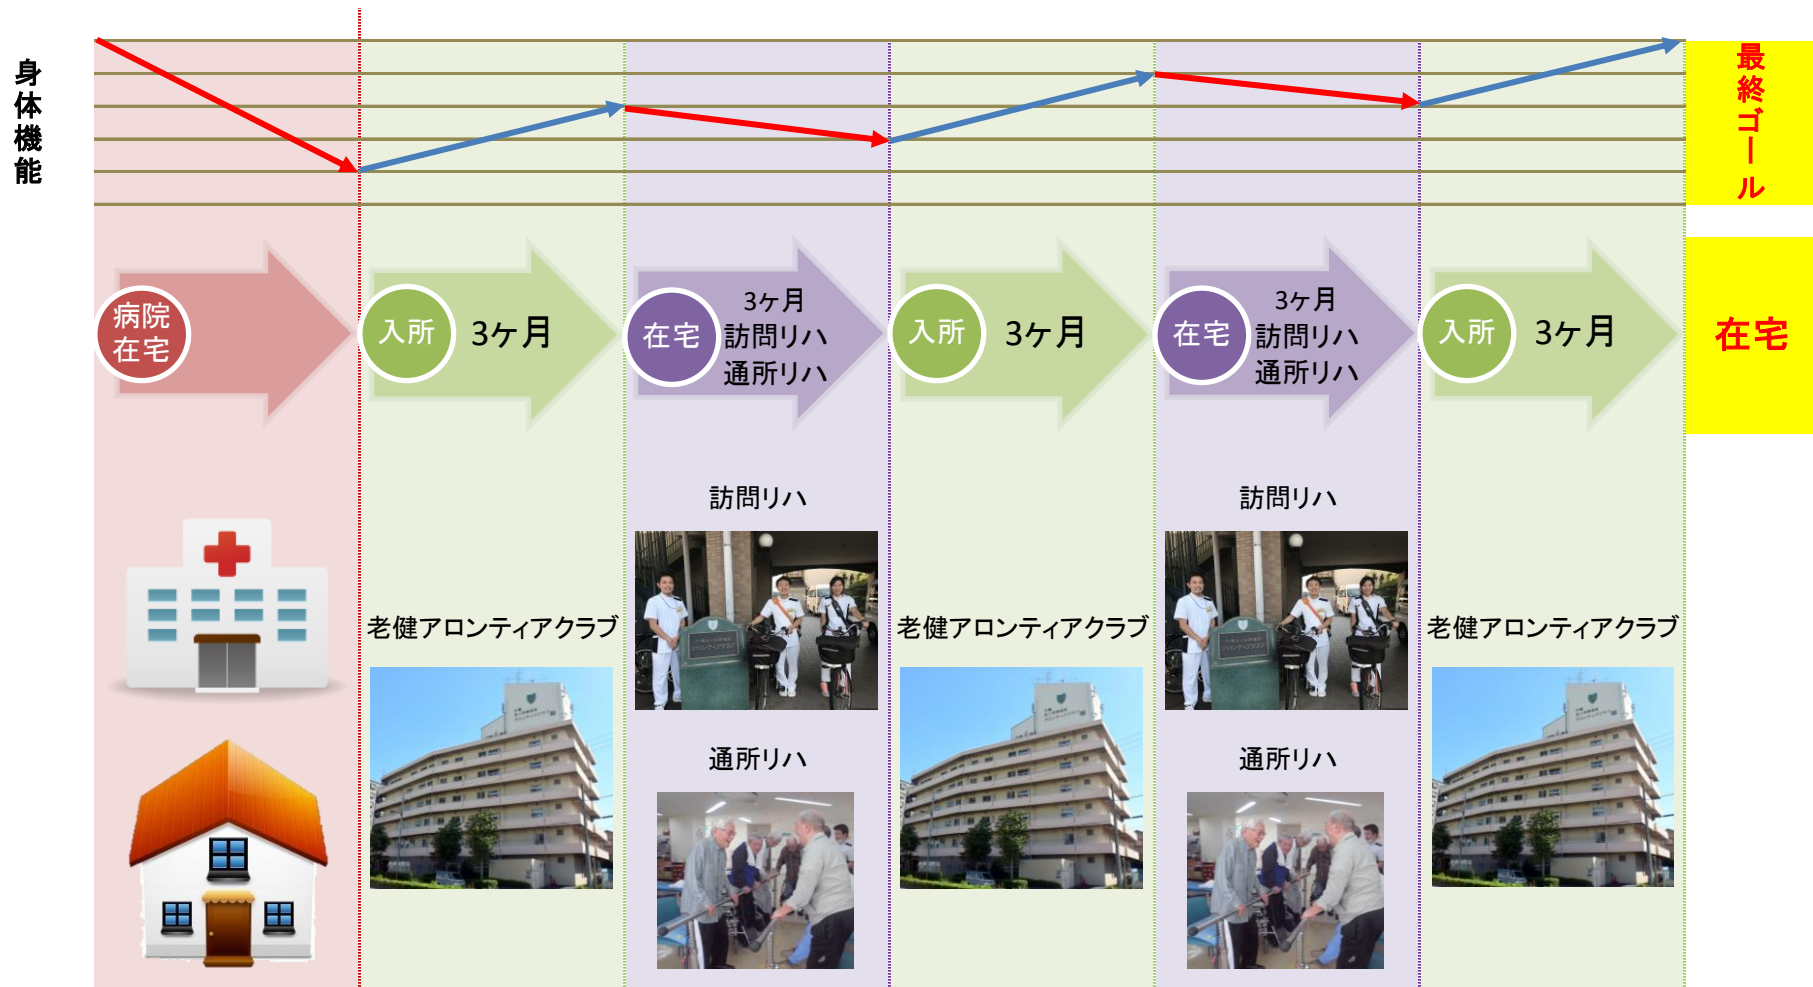 身体機能
最終ゴール
病院
在宅
入所
3ヶ月
在宅
3ヶ月
訪問リハ
通所リハ
入所
3ヶ月
在宅
3ヶ月
訪問リハ
通所リハ
入所
3ヶ月
在宅
老健アロンティアクラブ
訪問リハ
通所リハ
老健アロンティアクラブ
訪問リハ
通所リハ
老健アロンティアクラブ